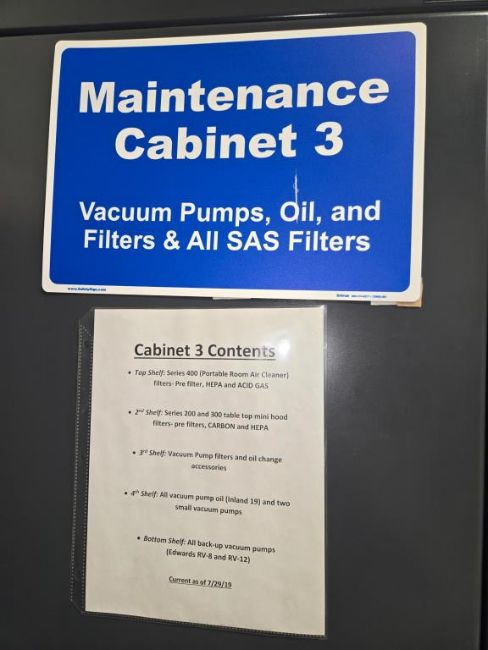 Maintenance
Cabinet 3
Vacuum Pumps, Oil, and
Filters & All SAS Filters
www.SafetySign.com
Cabinet 3 Contents
• Top Shelf: Series 400 (Portable Room Air Cleaner)
filters- Pre filter, HEPA and ACID GAS
• 2nd Shelf: Series 200 and 300 table top mini hood
filters- pre filters, CARBON and HEPA
• 3rd Shelf: Vacuum Pump filters and oil change
accessories
• 4th Shelf: All vacuum pump oil (Inland 19) and two
small vacuum pumps
• Bottom Shelf: All back-up vacuum pumps
(Edwards RV-8 and RV-12)
Current as of 7/29/19